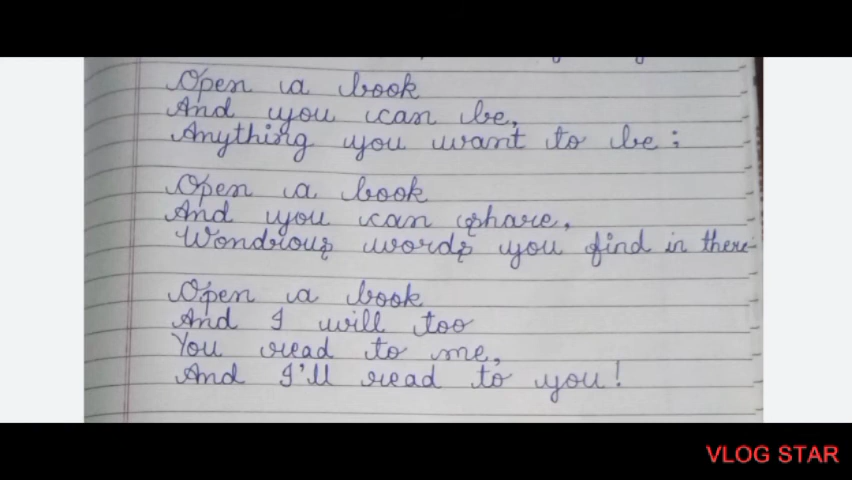 Open a book
And you can be,
Anything you want to be;
Open a book
And you can share,
Wondrous words you find in there
Open a book
And I will too
You read to me,
And I'll read to you!
VLOG STAR